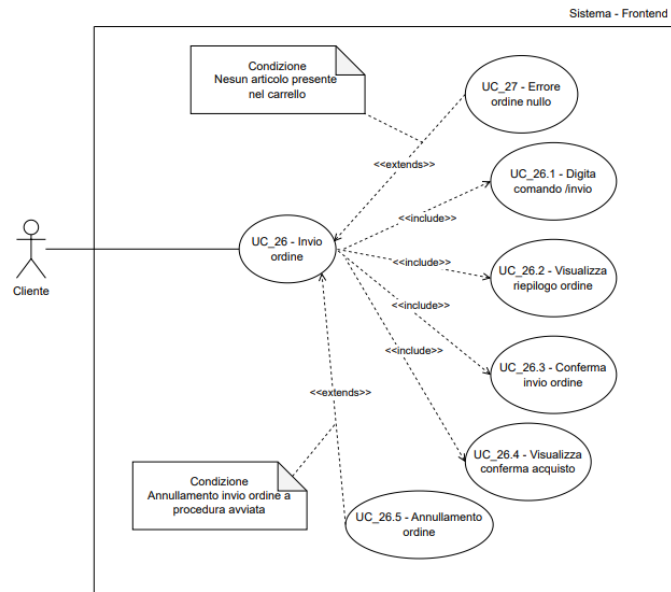 Sistema - Frontend
Condizione
Nesun articolo presente
nel carrello
UC_27 - Errore
ordine nullo
<<extends>>
UC_26.1 - Digita
comando /invio
<<include>>
UC_26 - Invio
ordine
Cliente
<<include>>
UC_26.2 - Visualizza
riepilogo ordine
<<include>>
<<include>>
UC_26.3 - Conferma
invio ordine
<<extends>>
UC_26.4 - Visualizza
conferma acquisto
Condizione
Annullamento invio ordine a
procedura avviata
UC_26.5 - Annullamento
ordine